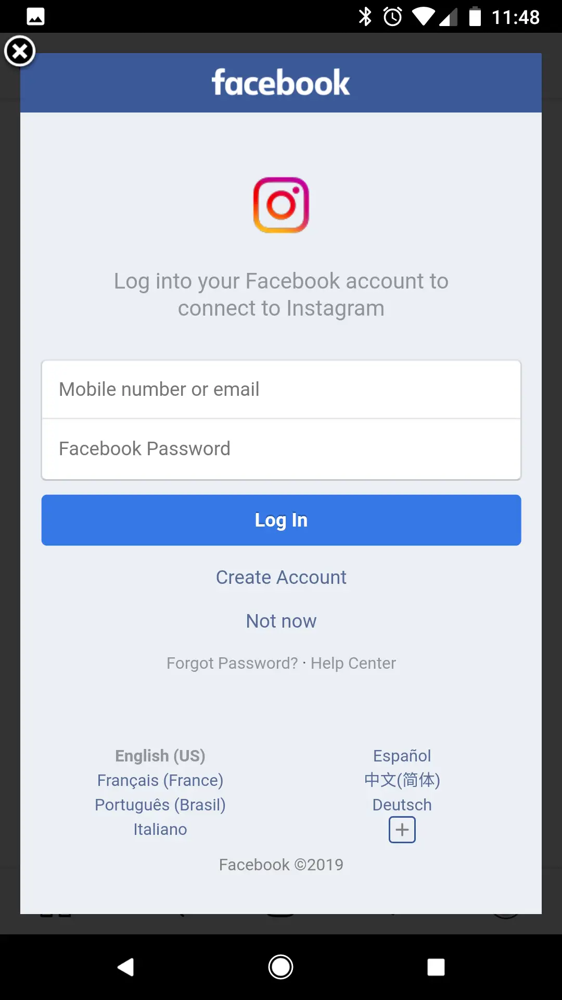 11:48
facebook
Log into your Facebook account to
connect to Instagram
Mobile number or email
Facebook Password
Log In
Create Account
Not now
Forgot Password? · Help Center
English (US)
Español
Français (France)
中文(简体)
Português (Brasil)
Deutsch
Italiano
Facebook ©2019